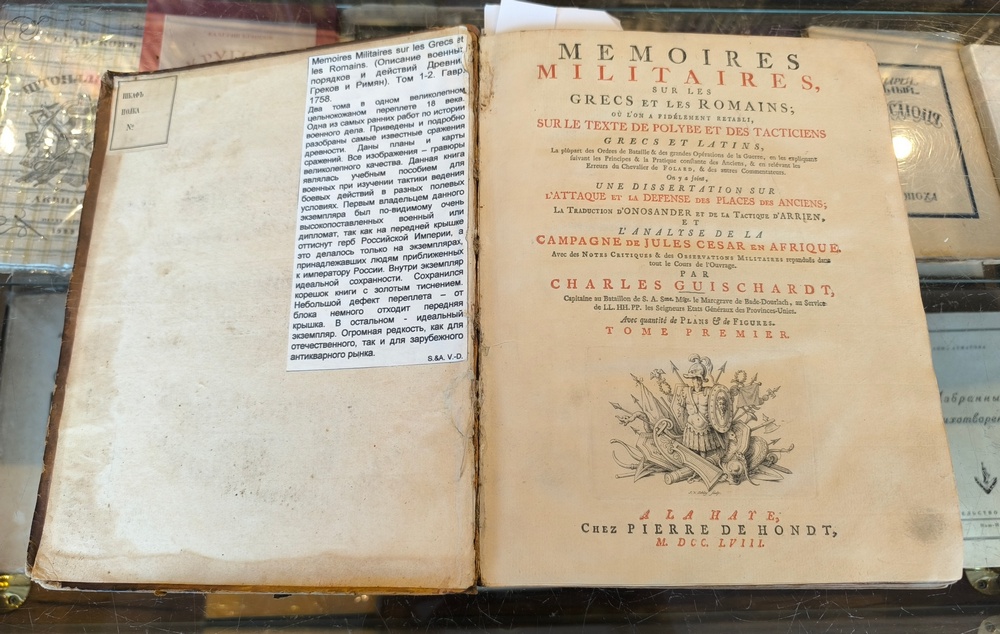 ШКАФЪ
ПОЛКА
№
Memoires Militaires sur les Grecs et
les Romains. (Описание военны
порядков и действий Древни
Греков и Римян). Том 1-2. Гавр.
1758.
Два тома в одном великолепном
цельнокожаном переплете 18 века.
Одна из самых ранних работ по истории
военного дела. Приведены и подробно
разобраны самые известные сражения
древности. Даны планы и карты
сражений. Все изображения – гравюры
великолепного качества. Данная книга
являлась учебным пособием для
военных при изучении тактики ведения
боевых действий в разных полевых
условиях. Первым владельцем данного
экземпляра был по-видимому очень
высокопоставленных военный или
дипломат, так как на передней крышке
оттиснут герб Российской Империи, а
это делалось только на экземплярах,
принадлежавших людям приближенных
к императору России. Внутри экземпляр
идеальной сохранности. Сохранился
корешок книги с золотым тиснением.
Небольшой дефект переплета – от
блока немного отходит передняя
крышка. В остальном - идеальный
экземпляр. Огромная редкость, как для
отечественного, так и для зарубежного
антикварного рынка.
S.&A. V.-D.
MEMOIRES
MILITAIRES,
SUR LES
GRECS ET LES ROMAINS;
OÙ L'ON A FIDÉLEMENT RETABLI,
SUR LE TEXTE DE POLYBE ET DES TACTICIENS
GRECS ET LATINS,
La plûpart des Ordres de Bataille & des grandes Opérations de la Guerre, en les expliquant
suivant les Principes & la Pratique constante des Anciens, & en relevant les
Erreurs du Chevalier de FOLARD, & des autres Commentateurs.
On y a joint,
UNE DISSERTATION SUR
L'ATTAQUE ET LA DEFENSE DES PLACES DES ANCIENS;
LA TRADUCTION D'ONOSANDER ET DE LA TACTIQUE D'ARRIEN,
ET
L'ANALYSE DE LA
CAMPAGNE DE JULES CESAR EN AFRIQUE.
Avec des NOTES CRITIQUES & des OBSERVATIONS MILITAIRES repandués dans
tout le Cours de l'Ouvrage.
PAR
CHARLES GUISCHARDT,
Capitaine au Bataillon de S. A. Sme. Mgr. le Marcgrave de Bade-Dourlach, au Service
de LL. HH. PP. les Seigneurs Etats Généraux des Provinces-Unies.
Avec quantité de PLANS & de FIGURES.
TOME PREMIER.
A LA HAYE,
CHEZ PIERRE DE HONDT,
M. DCC. LVIII.